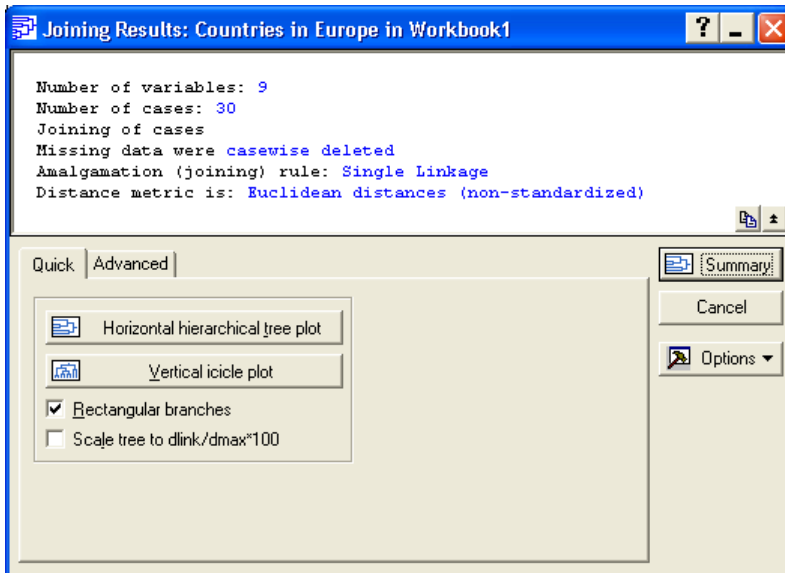 Joining Results: Countries in Europe in Workbook1
Number of variables: 9
Number of cases: 30
Joining of cases
Missing data were casewise deleted
Amalgamation (joining) rule: Single Linkage
Distance metric is: Euclidean distances (non-standardized)
Quick
Advanced
Summary
Horizontal hierarchical tree plot
Cancel
Vertical icicle plot
Options
Rectangular branches
Scale tree to dlink/dmax*100